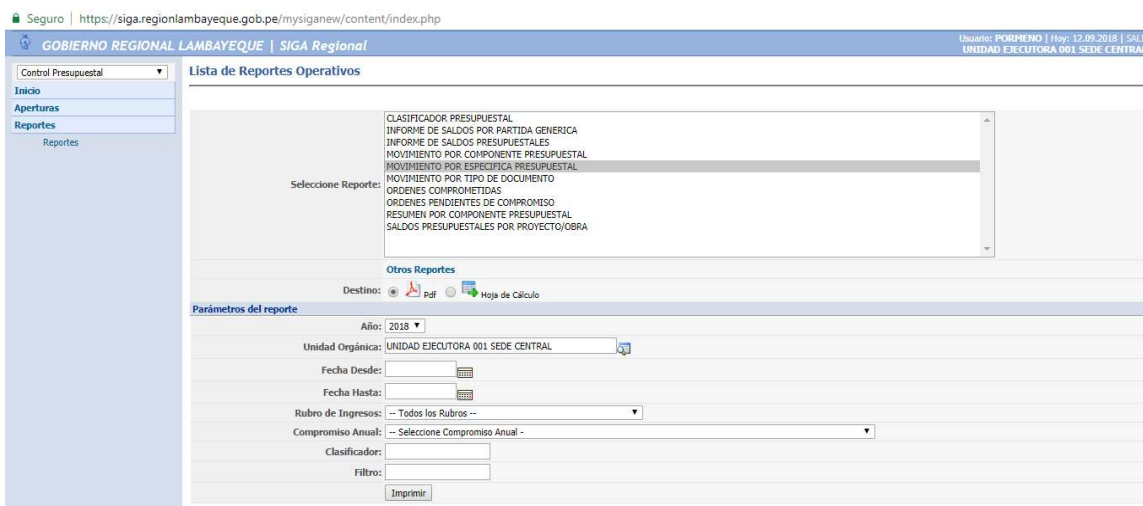 Seguro | https://siga.regionlambayeque.gob.pe/mysiganew/content/index.php
GOBIERNO REGIONAL LAMBAYEQUE | SIGA Regional
Usuario: PORMENO | Hoy: 12.09.2018 |
UNIDAD EJECUTORA 001 SEDE
Control Presupuestal
Inicio
Aperturas
Reportes
Reportes
Lista de Reportes Operativos
Seleccione Reporte:
CLASIFICADOR PRESUPUESTAL
INFORME DE SALDOS POR PARTIDA GENERICA
INFORME DE SALDOS PRESUPUESTALES
MOVIMIENTO POR COMPONENTE PRESUPUESTAL
MOVIMIENTO POR ESPECIFICA PRESUPUESTAL
MOVIMIENTO POR TIPO DE DOCUMENTO
ORDENES COMPROMETIDAS
ORDENES PENDIENTES DE COMPROMISO
RESUMEN POR COMPONENTE PRESUPUESTAL
SALDOS PRESUPUESTALES POR PROYECTO/OBRA
Otros Reportes
Destino: Pdf Hoja de Cálculo
Parámetros del reporte
Año: 2018
Unidad Orgánica: UNIDAD EJECUTORA 001 SEDE CENTRAL
Fecha Desde:
Fecha Hasta:
Rubro de Ingresos: -- Todos los Rubros --
Compromiso Anual: -- Seleccione Compromiso Anual -
Clasificador:
Filtro:
Imprimir